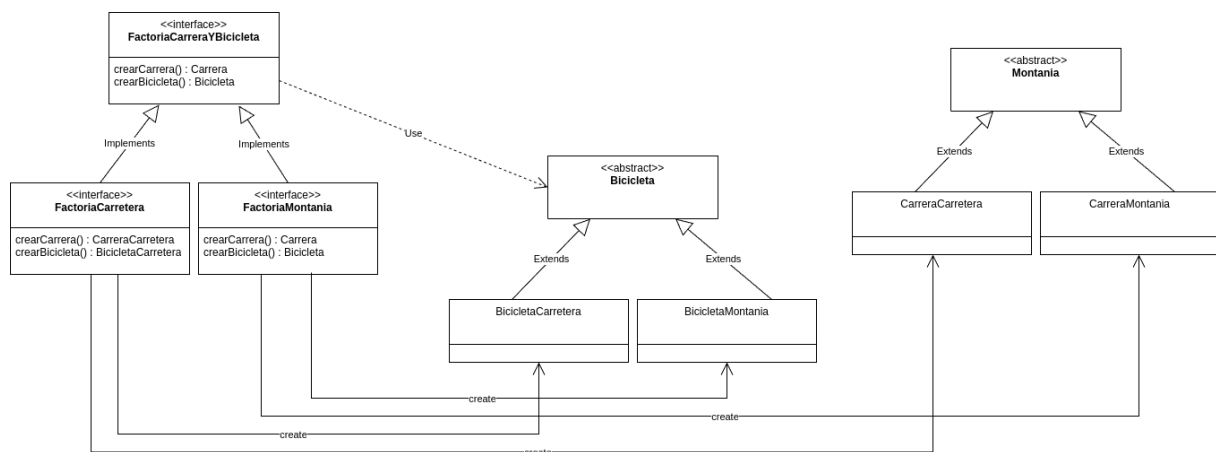 <<interface>>
FactoriaCarreraYBicicleta
crearCarrera() : Carrera
crearBicicleta() : Bicicleta
<<abstract>>
Montania
Use
Implements
Implements
Extends
Extends
<<abstract>>
Bicicleta
<<interface>>
FactoriaCarretera
crearCarrera() : CarreraCarretera
crearBicicleta() : BicicletaCarretera
<<interface>>
FactoriaMontania
crearCarrera() : Carrera
crearBicicleta() : Bicicleta
CarreraCarretera
CarreraMontania
Extends
Extends
BicicletaCarretera
BicicletaMontania
create
create
create
create